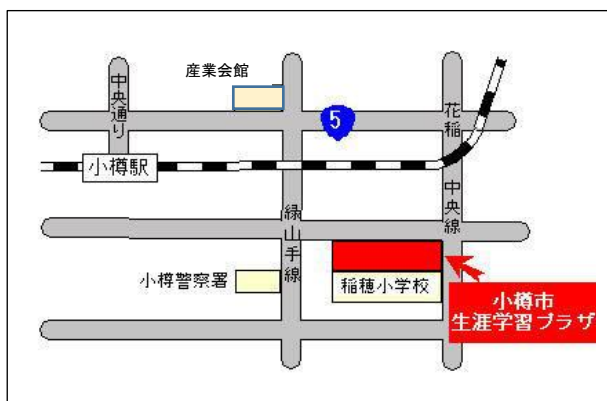 産業会館
中央通り
5
花稲
中央線
小樽駅
緑山手線
小樽警察署
稲穂小学校
小樽市
生涯学習プラザ